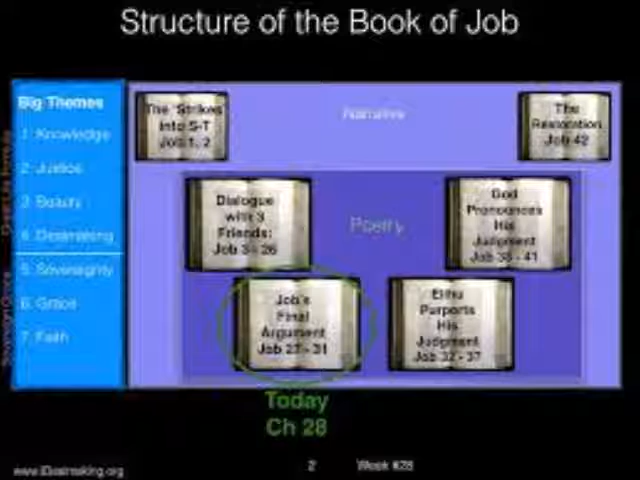 Structure of the Book of Job
Big Themes
1. Knowledge
2. Justice
3. Beauty
4. Dealmaking
5. Sovereignty
6. Grace
7. Faith
Narrative
The 'Strikes'
Into S-T
Job 1, 2
The
Restoration
Job 42
Poetry
Dialogue
with 3
Friends:
Job 3 - 26
God
Pronounces
His
Judgment
Job 38 - 41
Job's
Final
Argument
Job 27 - 31
Elihu
Purports
His
Judgment
Job 32 - 37
Today
Ch 28
2
Week #28